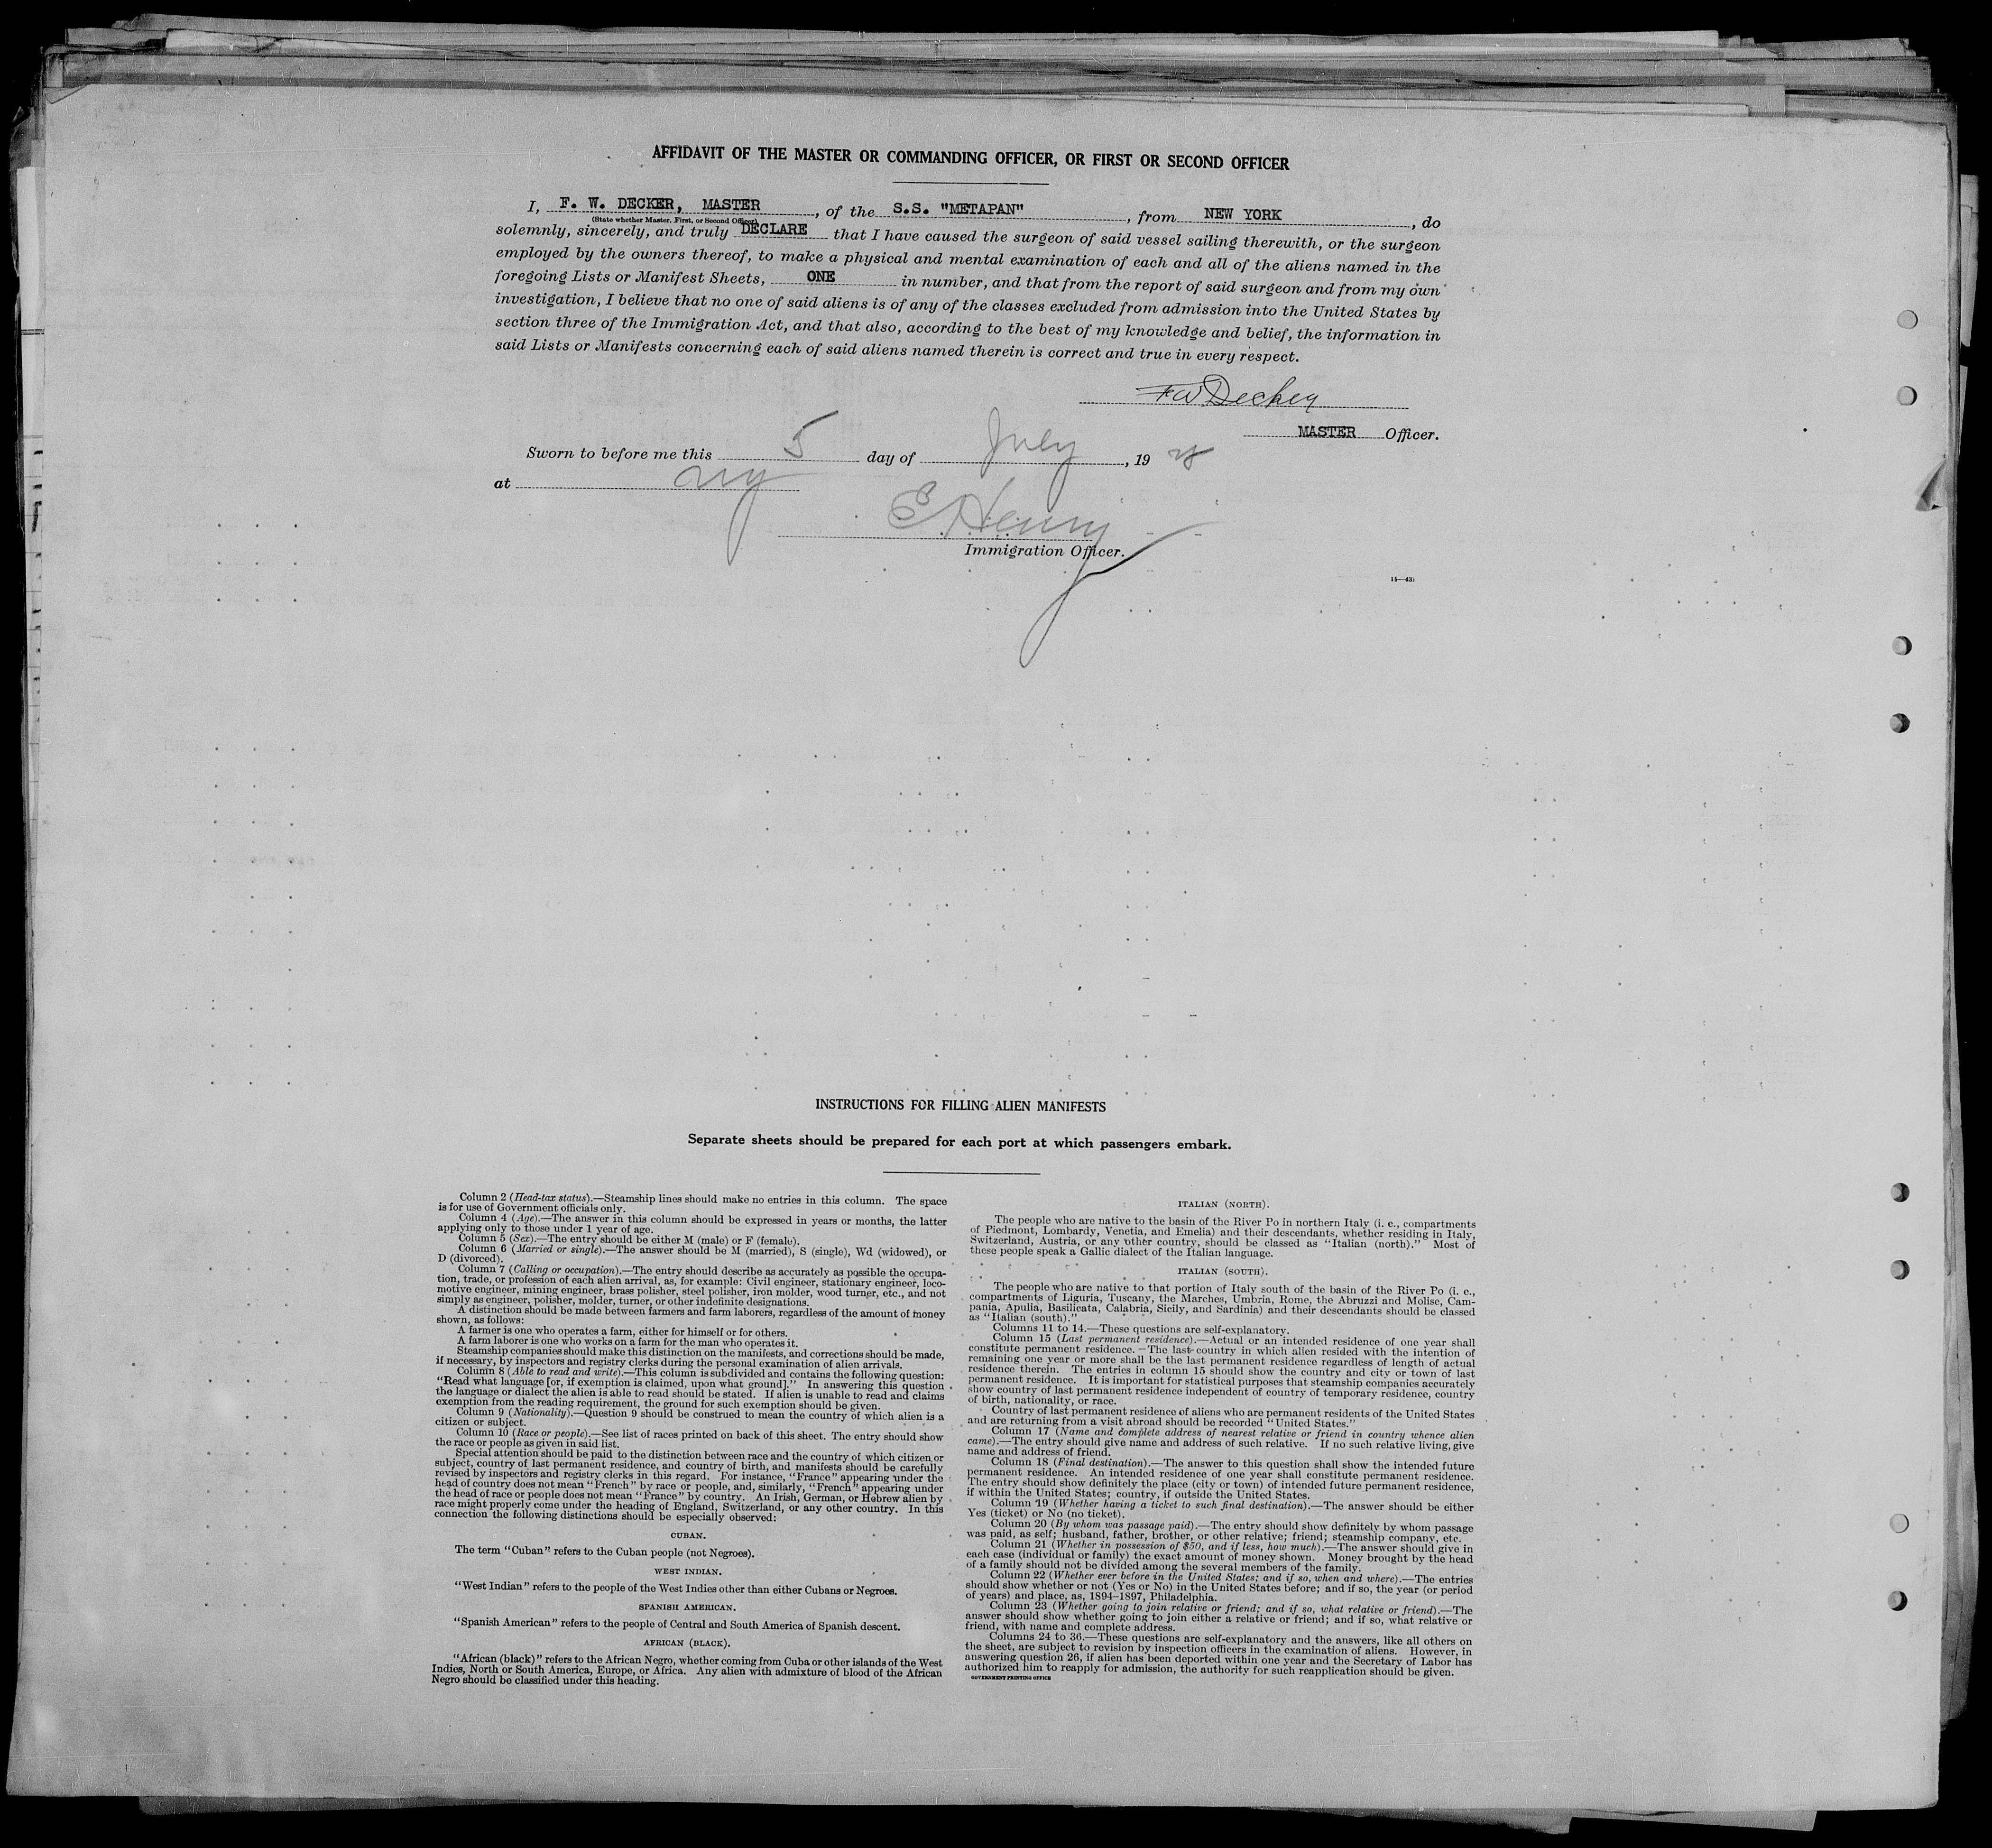 AFFIDAVIT OF THE MASTER OR COMMANDING OFFICER, OR FIRST OR SECOND OFFICER
I, F. W. DECKER, MASTER, of the S.S. "METAPAN", from NEW YORK, do
(State whether Master, First, or Second Officer)
solemnly, sincerely, and truly DECLARE that I have caused the surgeon of said vessel sailing therewith, or the surgeon
employed by the owners thereof, to make a physical and mental examination of each and all of the aliens named in the
foregoing Lists or Manifest Sheets, ONE in number, and that from the report of said surgeon and from my own
investigation, I believe that no one of said aliens is of any of the classes excluded from admission into the United States by
section three of the Immigration Act, and that also, according to the best of my knowledge and belief, the information in
said Lists or Manifests concerning each of said aliens named therein is correct and true in every respect.
FW Decker
MASTER Officer.
Sworn to before me this 5 day of July, 19
at NY
E Henry
Immigration Officer.
INSTRUCTIONS FOR FILLING ALIEN MANIFESTS
Separate sheets should be prepared for each port at which passengers embark.
Column 2 (Head-tax status).—Steamship lines should make no entries in this column. The space
is for use of Government officials only.
Column 4 (Age).—The answer in this column should be expressed in years or months, the latter
applying only to those under 1 year of age.
Column 5 (Sex).—The entry should be either M (male) or F (female).
Column 6 (Married or single).—The answer should be M (married), S (single), Wd (widowed), or
D (divorced).
Column 7 (Calling or occupation).—The entry should describe as accurately as possible the occupa-
tion, trade, or profession of each alien arrival, as, for example: Civil engineer, stationary engineer, loco-
motive engineer, mining engineer, brass polisher, steel polisher, iron molder, wood turner, etc., and not
simply as engineer, polisher, molder, turner, or other indefinite designations.
A distinction should be made between farmers and farm laborers, regardless of the amount of money
shown, as follows:
A farmer is one who operates a farm, either for himself or for others.
A farm laborer is one who works on a farm for the man who operates it.
Steamship companies should make this distinction on the manifests, and corrections should be made,
if necessary, by inspectors and registry clerks during the personal examination of alien arrivals.
Column 8 (Able to read and write).—This column is subdivided and contains the following question:
"Read what language [or, if exemption is claimed, upon what ground]." In answering this question
the language or dialect the alien is able to read should be stated. If alien is unable to read and claims
exemption from the reading requirement, the ground for such exemption should be given.
Column 9 (Nationality).—Question 9 should be construed to mean the country of which alien is a
citizen or subject.
Column 10 (Race or people).—See list of races printed on back of this sheet. The entry should show
the race or people as given in said list.
Special attention should be paid to the distinction between race and the country of which citizen or
subject, country of last permanent residence, and country of birth, and manifests should be carefully
revised by inspectors and registry clerks in this regard. For instance, "France" appearing under the
head of country does not mean "French" by race or people, and, similarly, "French" appearing under
the head of race or people does not mean "France" by country. An Irish, German, or Hebrew alien by
race might properly come under the heading of England, Switzerland, or any other country. In this
connection the following distinctions should be especially observed:
CUBAN.
The term "Cuban" refers to the Cuban people (not Negroes).
WEST INDIAN.
"West Indian" refers to the people of the West Indies other than either Cubans or Negroes.
SPANISH AMERICAN.
"Spanish American" refers to the people of Central and South America of Spanish descent.
AFRICAN (BLACK).
"African (black)" refers to the African Negro, whether coming from Cuba or other islands of the West
Indies, North or South America, Europe, or Africa. Any alien with admixture of blood of the African
Negro should be classified under this heading.
ITALIAN (NORTH).
The people who are native to the basin of the River Po in northern Italy (i. e., compartments
of Piedmont, Lombardy, Venetia, and Emelia) and their descendants, whether residing in Italy,
Switzerland, Austria, or any other country, should be classed as "Italian (north)." Most of
these people speak a Gallic dialect of the Italian language.
ITALIAN (SOUTH).
The people who are native to that portion of Italy south of the basin of the River Po (i. e.,
compartments of Liguria, Tuscany, the Marches, Umbria, Rome, the Abruzzi and Molise, Cam-
pania, Apulia, Basilicata, Calabria, Sicily, and Sardinia) and their descendants should be classed
as "Italian (south)."
Columns 11 to 14.—These questions are self-explanatory.
Column 15 (Last permanent residence).—Actual or an intended residence of one year shall
constitute permanent residence. The last country in which alien resided with the intention of
remaining one year or more shall be the last permanent residence regardless of length of actual
residence therein. The entries in column 15 should show the country and city or town of last
permanent residence. It is important for statistical purposes that steamship companies accurately
show country of last permanent residence independent of country of temporary residence, country
of birth, nationality, or race.
Country of last permanent residence of aliens who are permanent residents of the United States
and are returning from a visit abroad should be recorded "United States."
Column 17 (Name and complete address of nearest relative or friend in country whence alien
came).—The entry should give name and address of such relative. If no such relative living, give
name and address of friend.
Column 18 (Final destination).—The answer to this question shall show the intended future
permanent residence. An intended residence of one year shall constitute permanent residence.
The entry should show definitely the place (city or town) of intended future permanent residence,
if within the United States; country, if outside the United States.
Column 19 (Whether having a ticket to such final destination).—The answer should be either
Yes (ticket) or No (no ticket).
Column 20 (By whom was passage paid).—The entry should show definitely by whom passage
was paid, as self; husband, father, brother, or other relative; friend; steamship company, etc.
Column 21 (Whether in possession of $50, and if less, how much).—The answer should give in
each case (individual or family) the exact amount of money shown. Money brought by the head
of a family should not be divided among the several members of the family.
Column 22 (Whether ever before in the United States; and if so, when and where).—The entries
should show whether or not (Yes or No) in the United States before; and if so, the year (or period
of years) and place, as, 1894–1897, Philadelphia.
Column 23 (Whether going to join relative or friend; and if so, what relative or friend).—The
answer should show whether going to join either a relative or friend; and if so, what relative or
friend, with name and complete address.
Columns 24 to 36.—These questions are self-explanatory and the answers, like all others on
the sheet, are subject to revision by inspection officers in the examination of aliens. However, in
answering question 26, if alien has been deported within one year and the Secretary of Labor has
authorized him to reapply for admission, the authority for such reapplication should be given.
GOVERNMENT PRINTING OFFICE